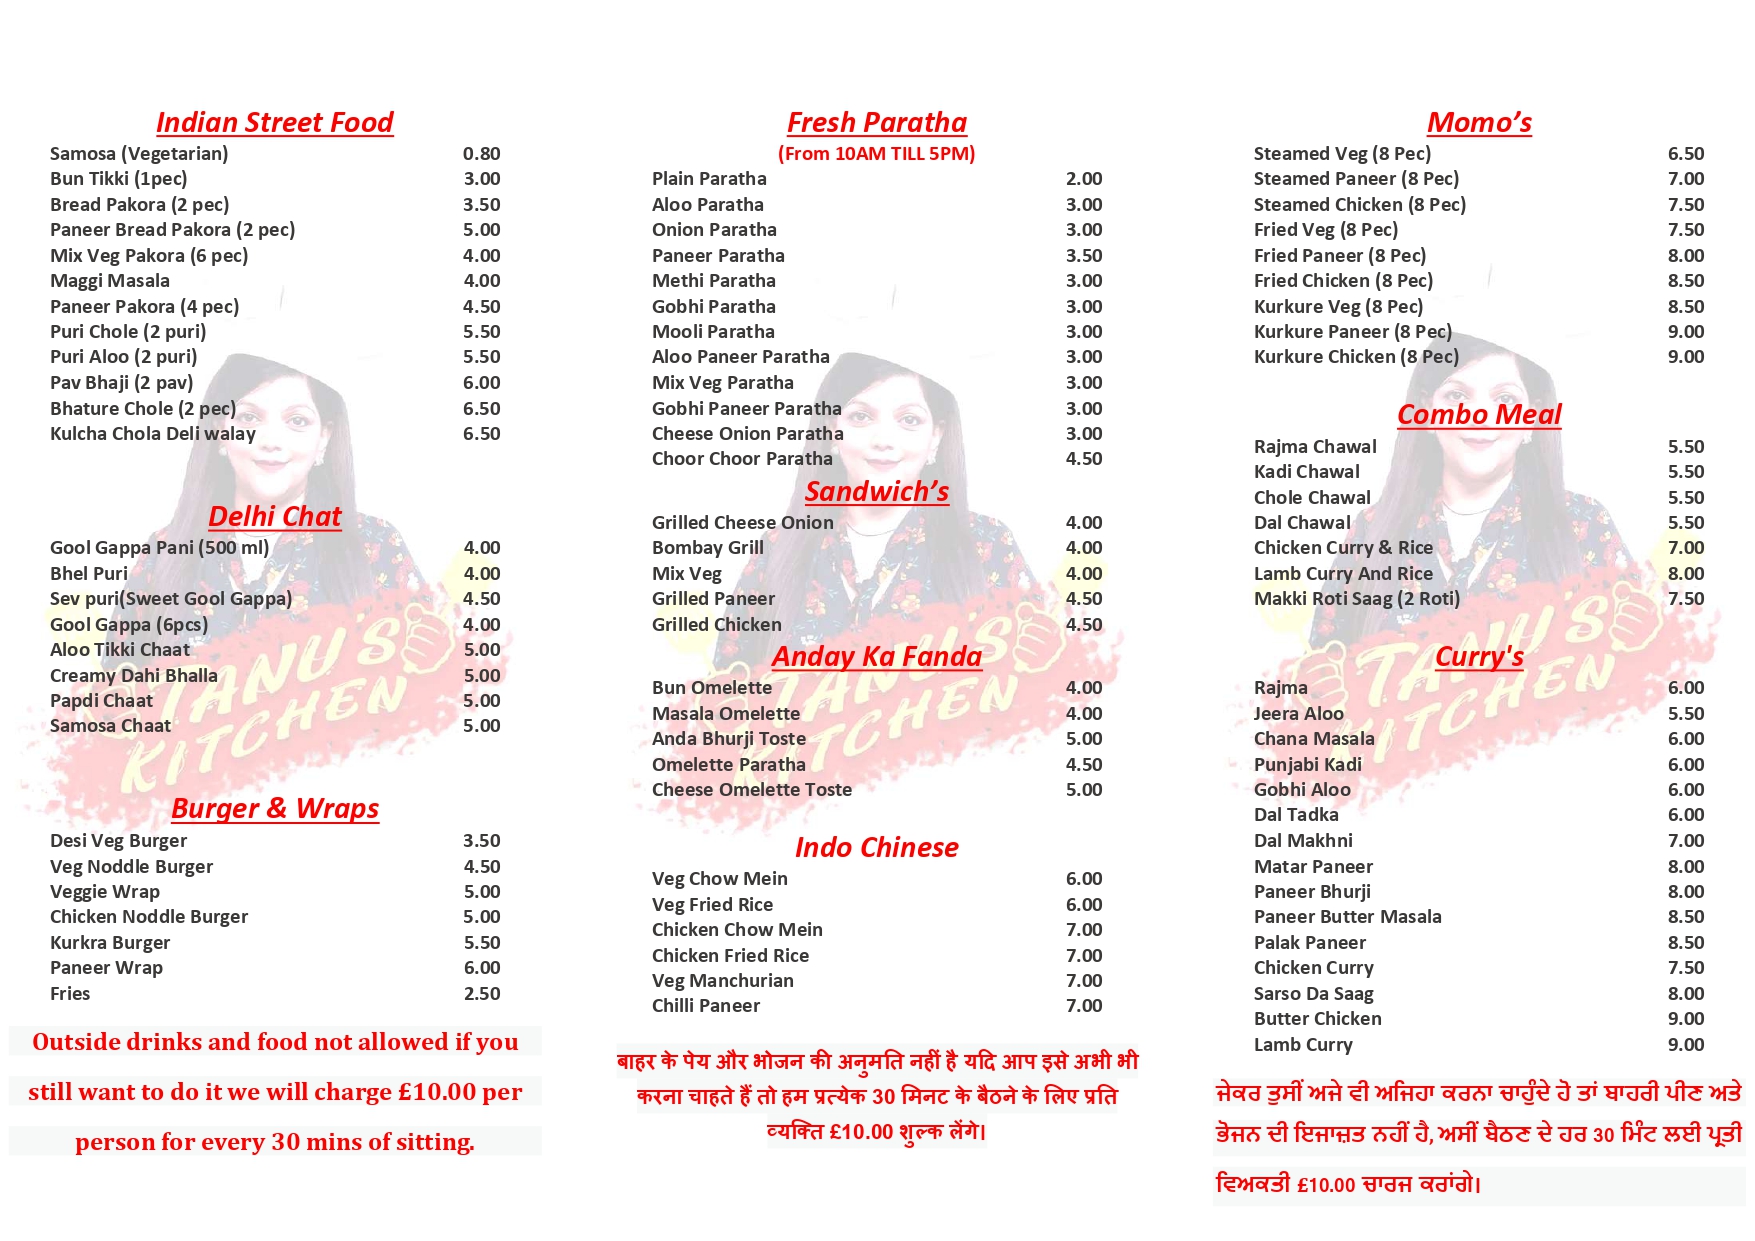 Indian Street Food
Samosa (Vegetarian) 0.80
Bun Tikki (1pec) 3.00
Bread Pakora (2 pec) 3.50
Paneer Bread Pakora (2 pec) 5.00
Mix Veg Pakora (6 pec) 4.00
Maggi Masala 4.00
Paneer Pakora (4 pec) 4.50
Puri Chole (2 puri) 5.50
Puri Aloo (2 puri) 5.50
Pav Bhaji (2 pav) 6.00
Bhature Chole (2 pec) 6.50
Kulcha Chola Deli walay 6.50
Delhi Chat
Gool Gappa Pani (500 ml) 4.00
Bhel Puri 4.00
Sev puri(Sweet Gool Gappa) 4.50
Gool Gappa (6pcs) 4.00
Aloo Tikki Chaat 5.00
Creamy Dahi Bhalla 5.00
Papdi Chaat 5.00
Samosa Chaat 5.00
TANU'S
KITCHEN
Burger & Wraps
Desi Veg Burger 3.50
Veg Noddle Burger 4.50
Veggie Wrap 5.00
Chicken Noddle Burger 5.00
Kurkra Burger 5.50
Paneer Wrap 6.00
Fries 2.50
Outside drinks and food not allowed if you
still want to do it we will charge £10.00 per
person for every 30 mins of sitting.
Fresh Paratha
(From 10AM TILL 5PM)
Plain Paratha 2.00
Aloo Paratha 3.00
Onion Paratha 3.00
Paneer Paratha 3.50
Methi Paratha 3.00
Gobhi Paratha 3.00
Mooli Paratha 3.00
Aloo Paneer Paratha 3.00
Mix Veg Paratha 3.00
Gobhi Paneer Paratha 3.00
Cheese Onion Paratha 3.00
Choor Choor Paratha 4.50
Sandwich’s
Grilled Cheese Onion 4.00
Bombay Grill 4.00
Mix Veg 4.00
Grilled Paneer 4.50
Grilled Chicken 4.50
Anday Ka Fanda
Bun Omelette 4.00
Masala Omelette 4.00
Anda Bhurji Toste 5.00
Omelette Paratha 4.50
Cheese Omelette Toste 5.00
TANU'S
KITCHEN
Indo Chinese
Veg Chow Mein 6.00
Veg Fried Rice 6.00
Chicken Chow Mein 7.00
Chicken Fried Rice 7.00
Veg Manchurian 7.00
Chilli Paneer 7.00
बाहर के पेय और भोजन की अनुमति नहीं है यदि आप इसे अभी भी
करना चाहते हैं तो हम प्रत्येक 30 मिनट के बैठने के लिए प्रति
व्यक्ति £10.00 शुल्क लेंगे।
Momo’s
Steamed Veg (8 Pec) 6.50
Steamed Paneer (8 Pec) 7.00
Steamed Chicken (8 Pec) 7.50
Fried Veg (8 Pec) 7.50
Fried Paneer (8 Pec) 8.00
Fried Chicken (8 Pec) 8.50
Kurkure Veg (8 Pec) 8.50
Kurkure Paneer (8 Pec) 9.00
Kurkure Chicken (8 Pec) 9.00
Combo Meal
Rajma Chawal 5.50
Kadi Chawal 5.50
Chole Chawal 5.50
Dal Chawal 5.50
Chicken Curry & Rice 7.00
Lamb Curry And Rice 8.00
Makki Roti Saag (2 Roti) 7.50
Curry's
Rajma 6.00
Jeera Aloo 5.50
Chana Masala 6.00
Punjabi Kadi 6.00
Gobhi Aloo 6.00
Dal Tadka 6.00
Dal Makhni 7.00
Matar Paneer 8.00
Paneer Bhurji 8.00
Paneer Butter Masala 8.50
Palak Paneer 8.50
Chicken Curry 7.50
Sarso Da Saag 8.00
Butter Chicken 9.00
Lamb Curry 9.00
TANU'S
KITCHEN
ਜੇਕਰ ਤੁਸੀਂ ਅਜੇ ਵੀ ਅਜਿਹਾ ਕਰਨਾ ਚਾਹੁੰਦੇ ਹੋ ਤਾਂ ਬਾਹਰੀ ਪੀਣ ਅਤੇ
ਭੋਜਨ ਦੀ ਇਜਾਜ਼ਤ ਨਹੀਂ ਹੈ, ਅਸੀਂ ਬੈਠਣ ਦੇ ਹਰ 30 ਮਿੰਟ ਲਈ ਪ੍ਰਤੀ
ਵਿਅਕਤੀ £10.00 ਚਾਰਜ ਕਰਾਂਗੇ।